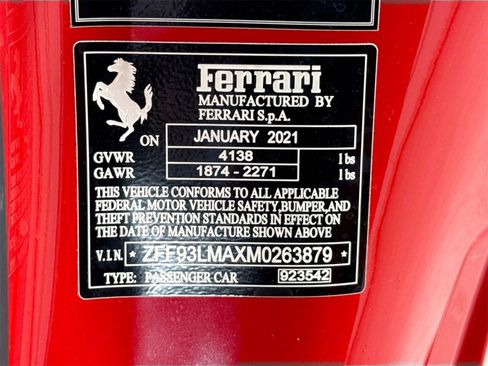 Ferrari
MANUFACTURED BY
FERRARI S.p.A.
ON JANUARY 2021
GVWR 4138 lbs
GAWR 1874 - 2271 lbs
THIS VEHICLE CONFORMS TO ALL APPLICABLE
FEDERAL MOTOR VEHICLE SAFETY,BUMPER,AND
THEFT PREVENTION STANDARDS IN EFFECT ON
THE DATE OF MANUFACTURE SHOWN ABOVE
V.I.N. ☆ ZFF93LMAXM0263879 ☆
TYPE: PASSENGER CAR 923542